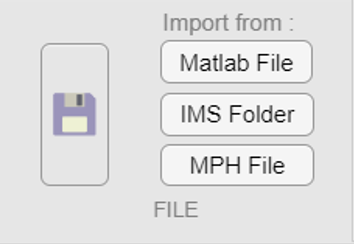 Import from :
Matlab File
IMS Folder
MPH File
FILE